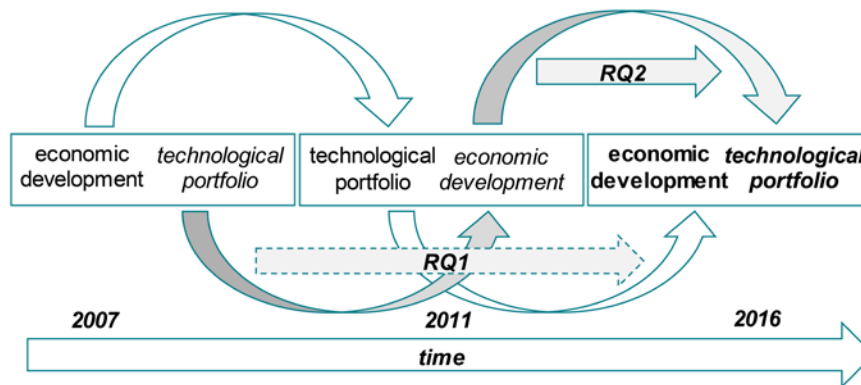 RQ2
economic technological
development portfolio
technological economic
portfolio development
economic technological
development portfolio
RQ1
2007 2011 2016
time